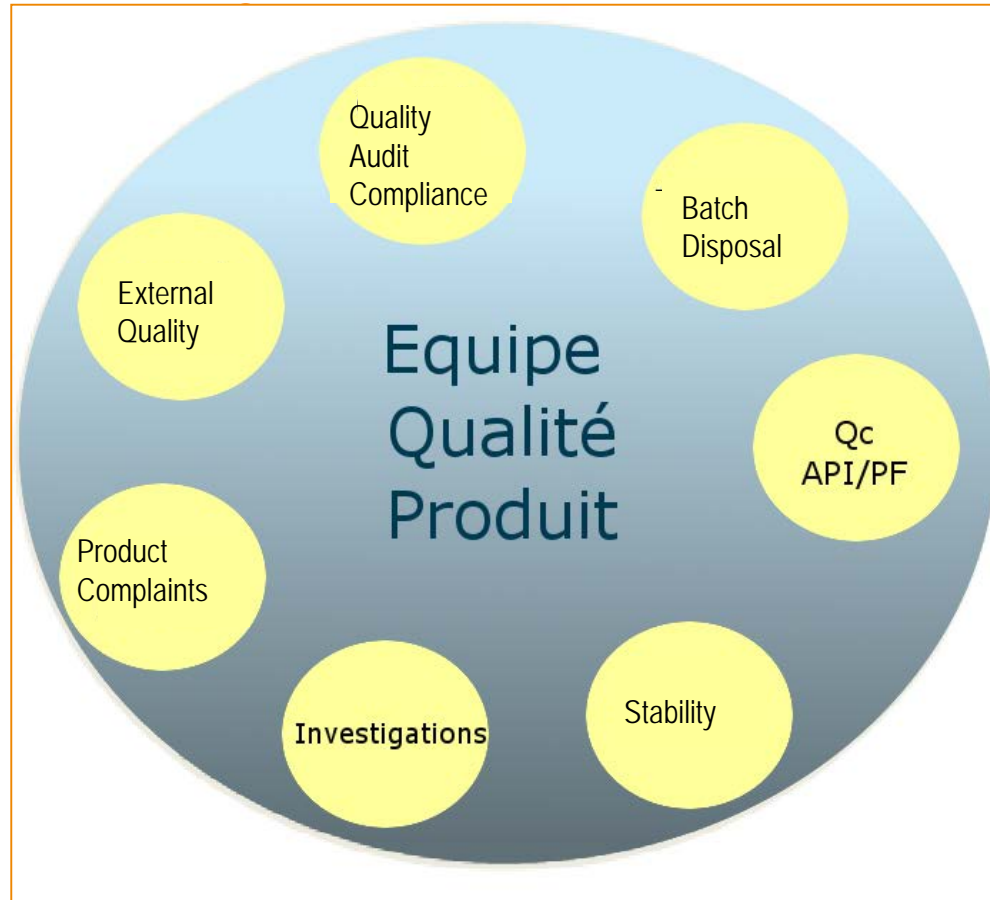 Quality
Audit
Compliance
Batch
Disposal
External
Quality
Equipe
Qualité
Produit
Qc
API/PF
Product
Complaints
Investigations
Stability